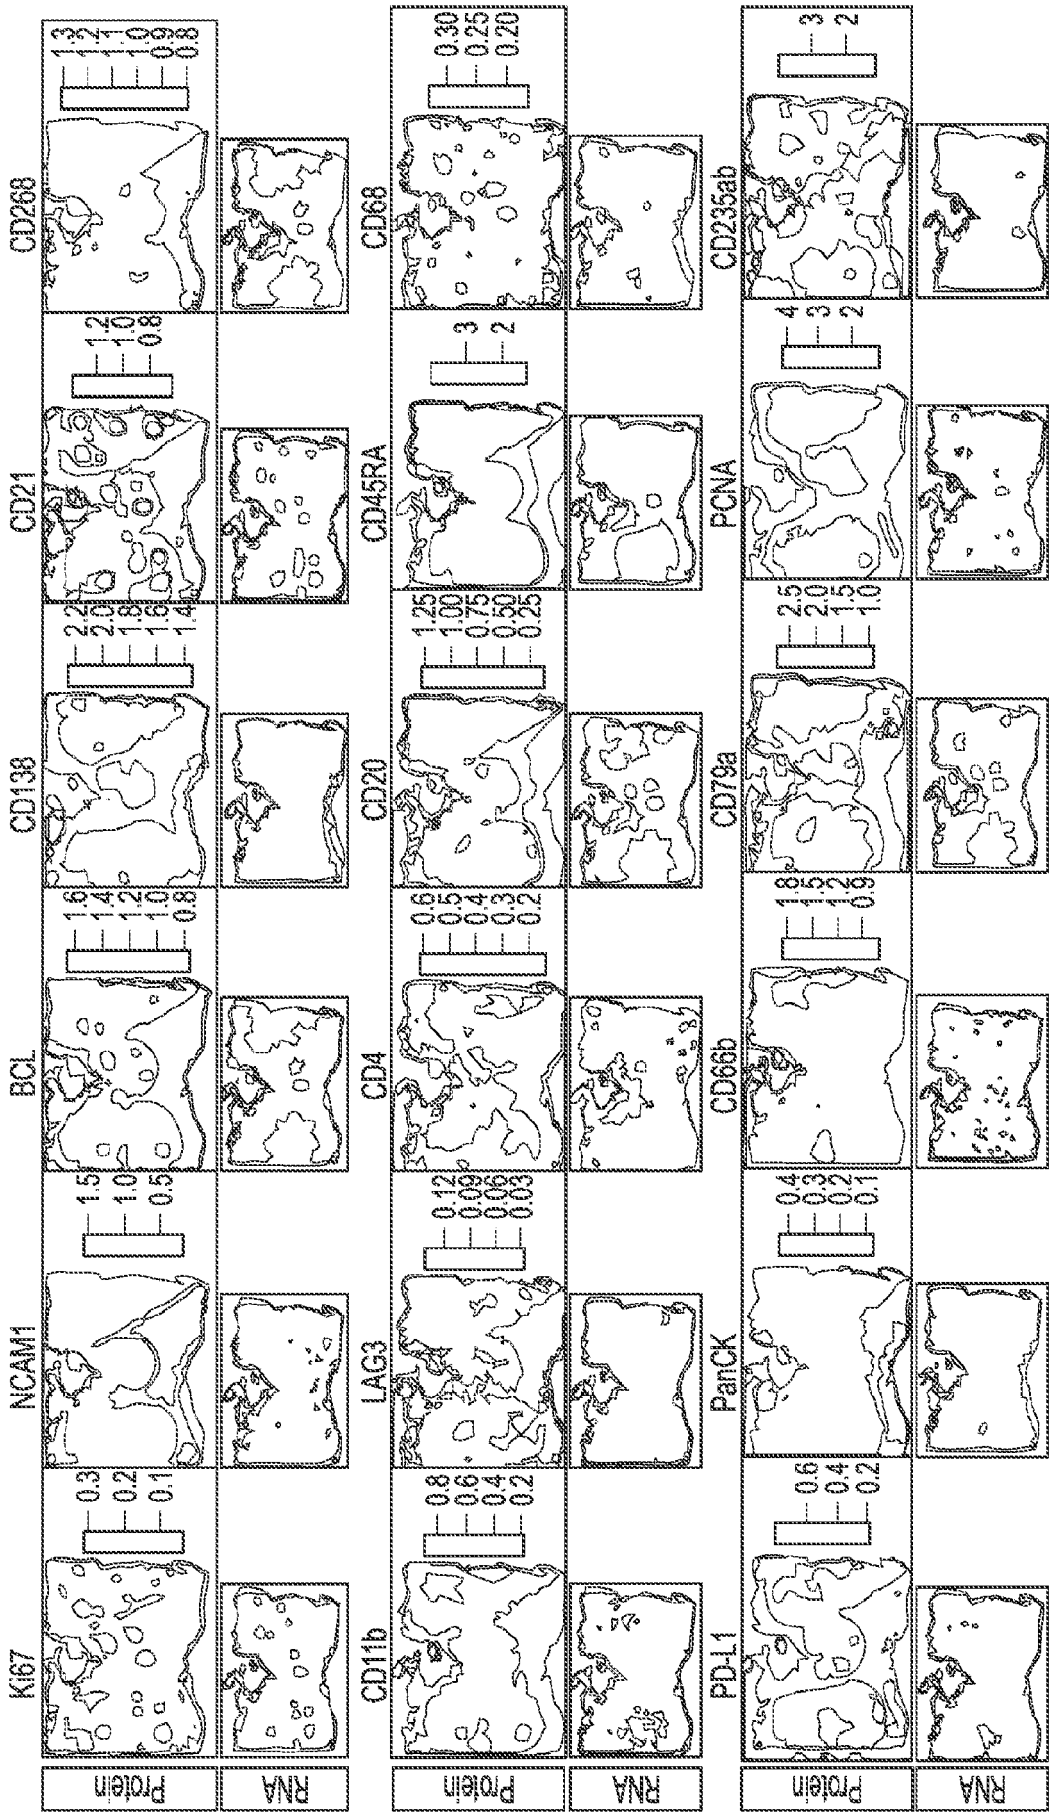 Ki67
NCAM1
BCL
CD138
CD21
CD268
Protein
0.3
0.2
0.1
1.5
1.0
0.5
1.6
1.4
1.2
1.0
0.8
2.2
2.0
1.8
1.6
1.4
1.2
1.0
0.8
1.3
1.2
1.1
1.0
0.9
0.8
RNA
CD11b
LAG3
CD4
CD20
CD45RA
CD68
Protein
0.8
0.6
0.4
0.2
0.12
0.09
0.06
0.03
0.6
0.5
0.4
0.3
0.2
1.25
1.00
0.75
0.50
0.25
3
2
0.30
0.25
0.20
RNA
PD-L1
PanCK
CD66b
CD79a
PCNA
CD235ab
Protein
0.6
0.4
0.2
0.4
0.3
0.2
0.1
1.8
1.5
1.2
0.9
2.5
2.0
1.5
1.0
4
3
2
3
2
RNA